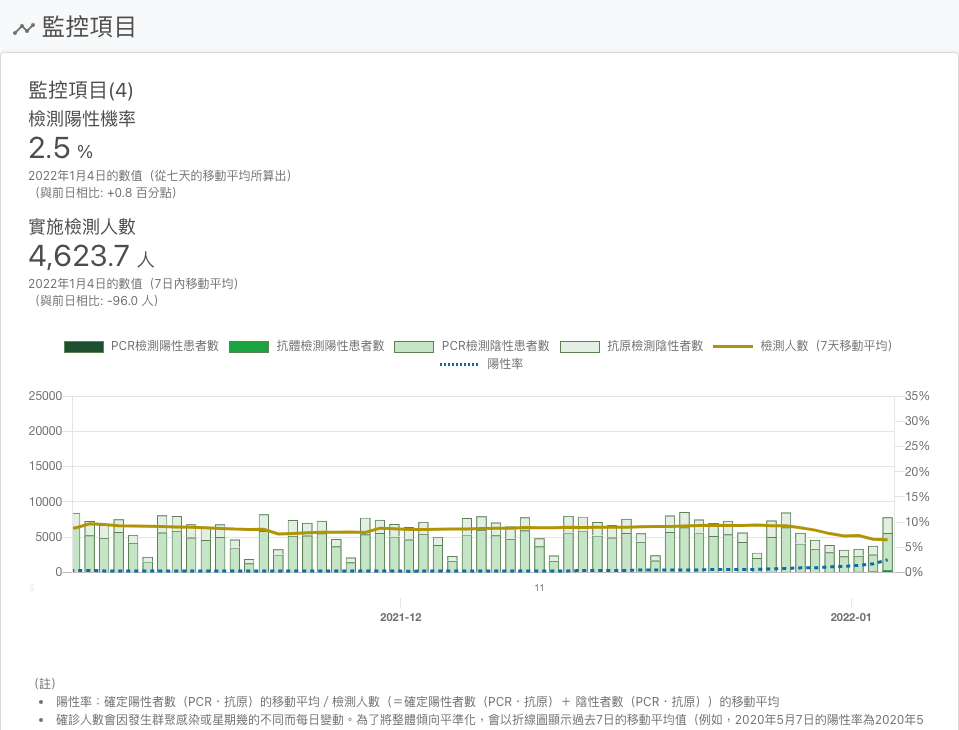 監控項目
監控項目(4)
檢測陽性機率
2.5 %
2022年1月4日的數值（從七天的移動平均所算出）
（與前日相比: +0.8 百分點）
實施檢測人數
4,623.7 人
2022年1月4日的數值（7日內移動平均）
（與前日相比: -96.0 人）
PCR檢測陽性患者數 抗體檢測陽性患者數 PCR檢測陰性患者數 抗原檢測陰性者數 檢測人數（7天移動平均）
陽性率
25000 35%
30%
20000
25%
15000 20%
15%
10000
10%
5000
5%
0 0%
6 11
2021-12 2022-01
（註）
• 陽性率：確定陽性者數（PCR・抗原）的移動平均 / 檢測人數（＝確定陽性者數（PCR・抗原）＋ 陰性者數（PCR・抗原））的移動平均
• 確診人數會因發生群聚感染或星期幾的不同而每日變動。為了將整體傾向平準化，會以折線圖顯示過去7日的移動平均值（例如，2020年5月7日的陽性率為2020年5